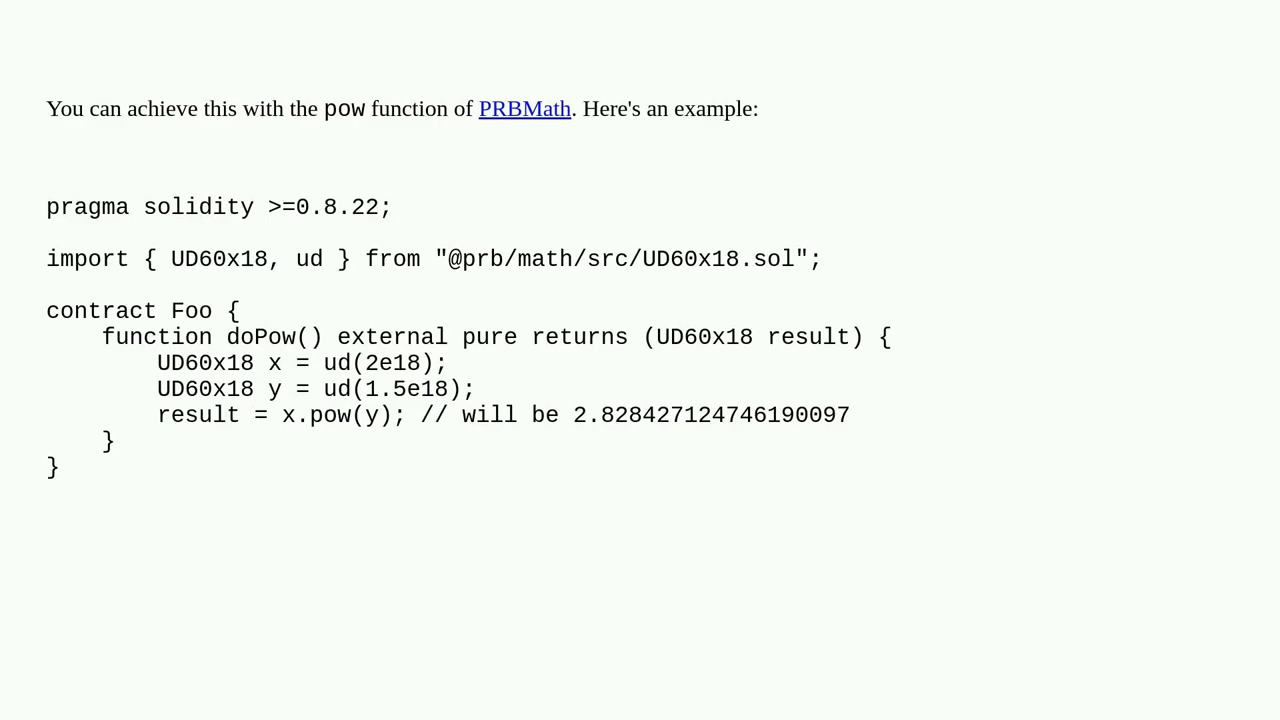 You can achieve this with the pow function of PRBMath. Here's an example:
pragma solidity >=0.8.22;
import { UD60x18, ud } from "@prb/math/src/UD60x18.sol";
contract Foo {
    function doPow() external pure returns (UD60x18 result) {
        UD60x18 x = ud(2e18);
        UD60x18 y = ud(1.5e18);
        result = x.pow(y); // will be 2.828427124746190097
    }
}